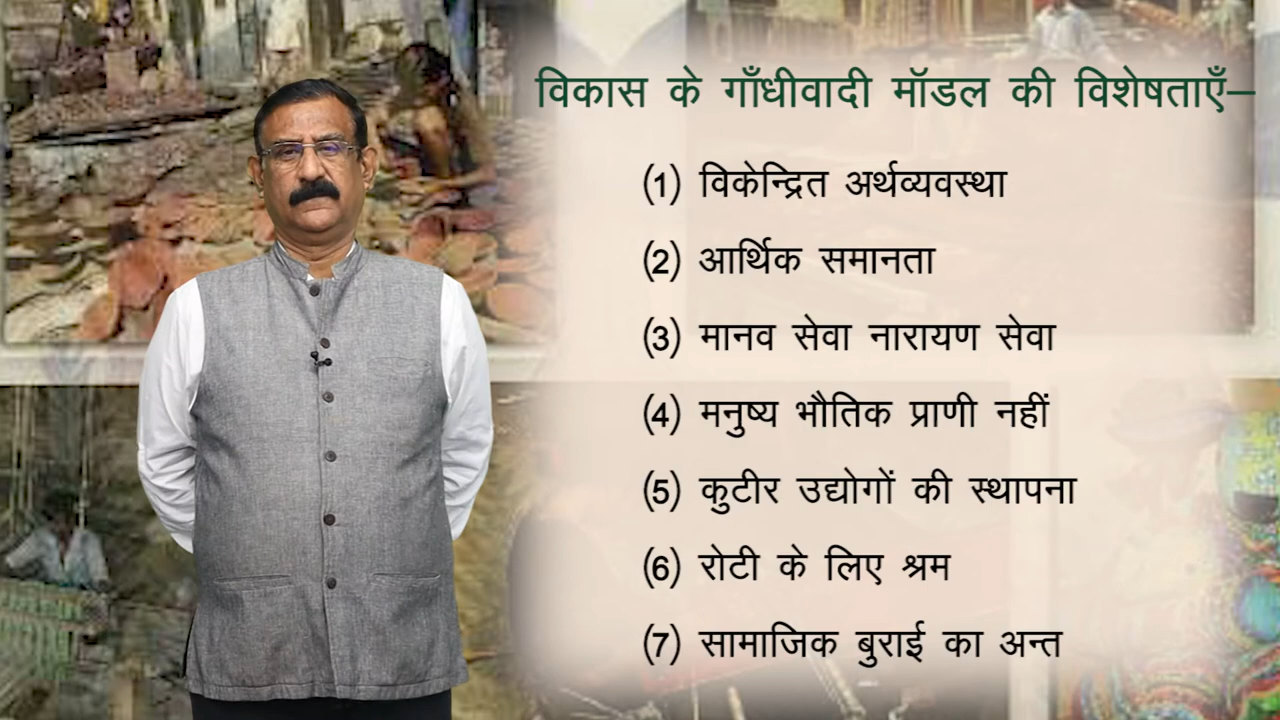 विकास के गाँधीवादी मॉडल की विशेषताएँ–
(1) विकेन्द्रित अर्थव्यवस्था
(2) आर्थिक समानता
(3) मानव सेवा नारायण सेवा
(4) मनुष्य भौतिक प्राणी नहीं
(5) कुटीर उद्योगों की स्थापना
(6) रोटी के लिए श्रम
(7) सामाजिक बुराई का अन्त